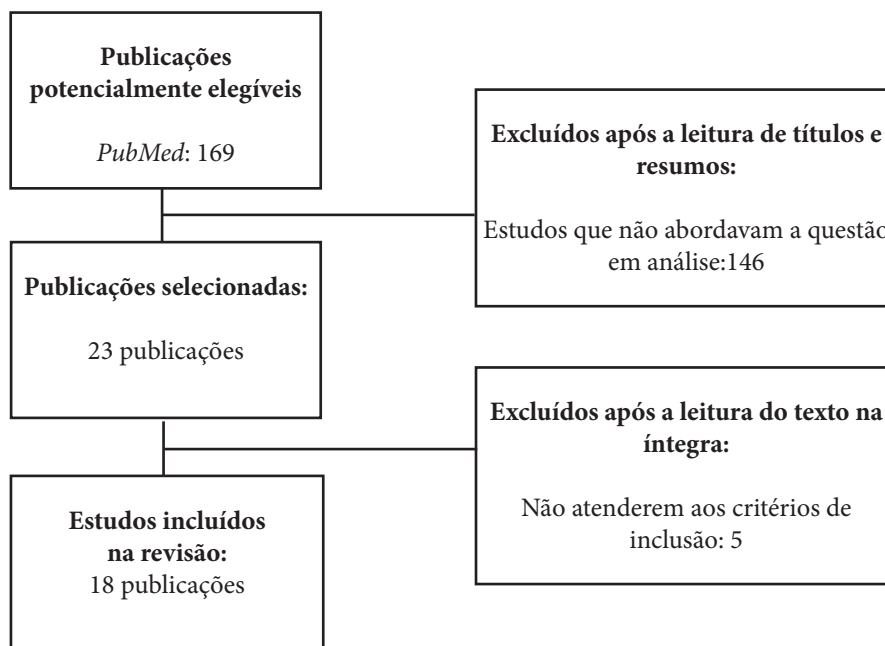 Publicações
potencialmente elegíveis
PubMed: 169
Excluídos após a leitura de títulos e
resumos:
Estudos que não abordavam a questão
em análise:146
Publicações selecionadas:
23 publicações
Excluídos após a leitura do texto na
íntegra:
Não atenderem aos critérios de
inclusão: 5
Estudos incluídos
na revisão:
18 publicações